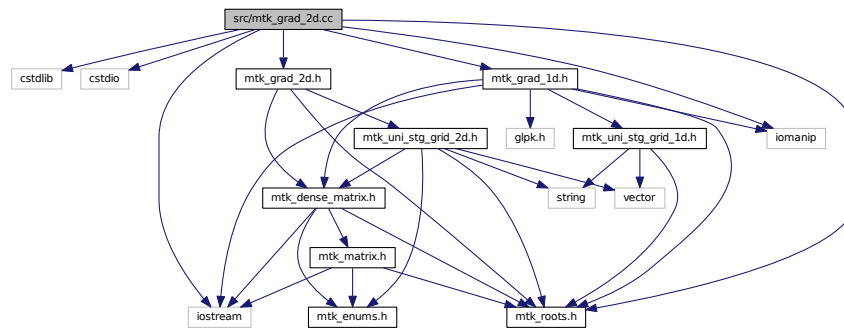 src/mtk_grad_2d.cc
cstdlib
cstdio
mtk_grad_2d.h
mtk_grad_1d.h
mtk_uni_stg_grid_2d.h
glpk.h
mtk_uni_stg_grid_1d.h
iomanip
mtk_dense_matrix.h
string
vector
mtk_matrix.h
iostream
mtk_enums.h
mtk_roots.h